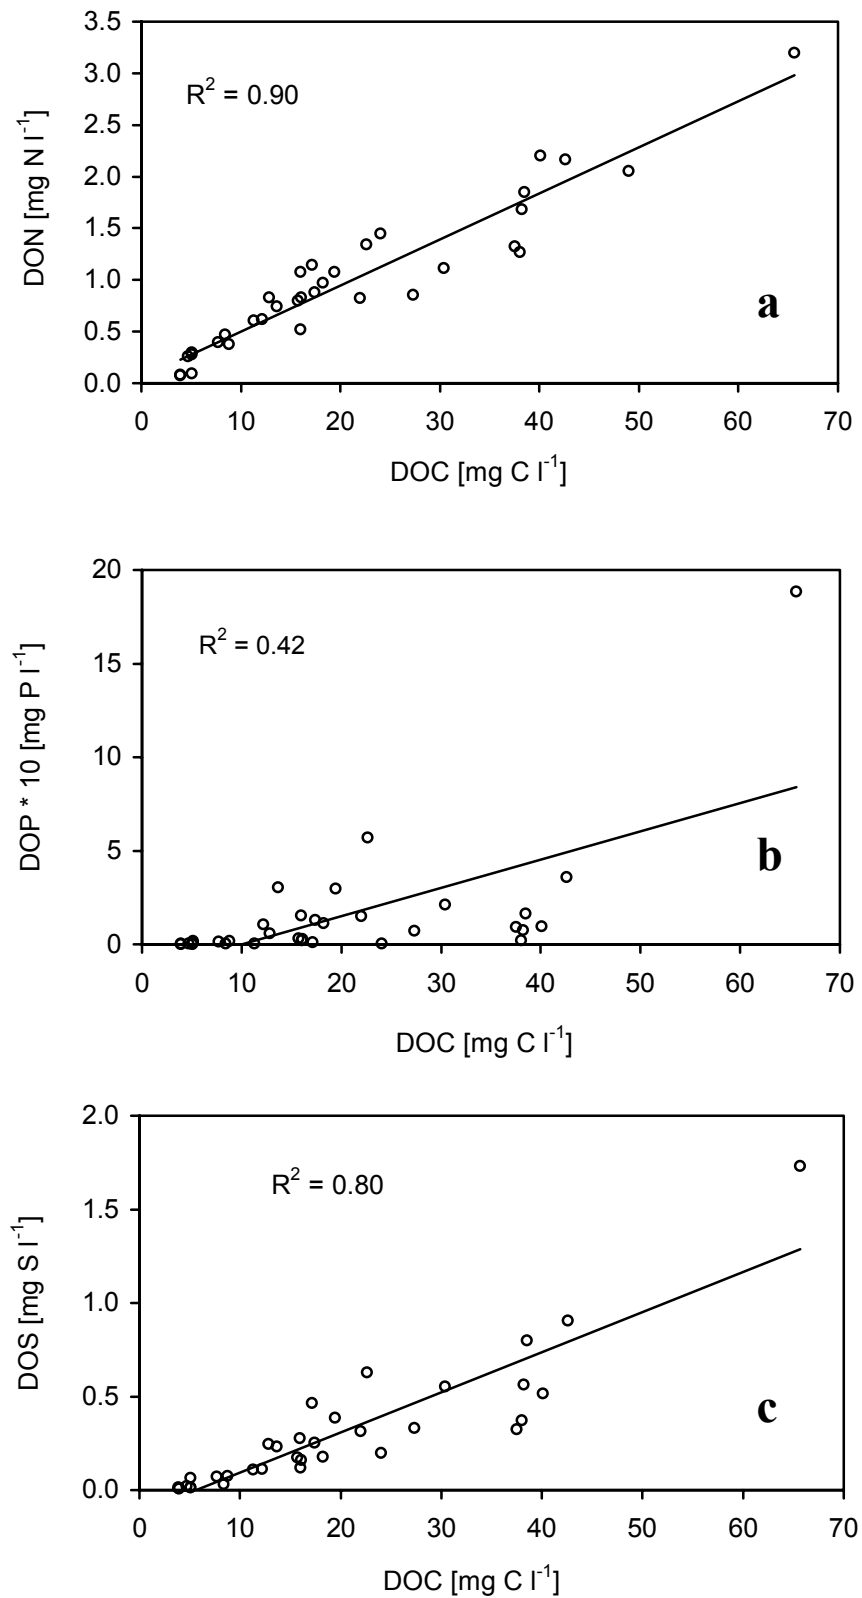 3.5
3.0
2.5
2.0
1.5
1.0
0.5
0.0
DON [mg N l⁻¹]
R² = 0.90
a
0 10 20 30 40 50 60 70
DOC [mg C l⁻¹]
20
15
10
5
0
DOP * 10 [mg P l⁻¹]
R² = 0.42
b
0 10 20 30 40 50 60 70
DOC [mg C l⁻¹]
2.0
1.5
1.0
0.5
0.0
DOS [mg S l⁻¹]
R² = 0.80
c
0 10 20 30 40 50 60 70
DOC [mg C l⁻¹]